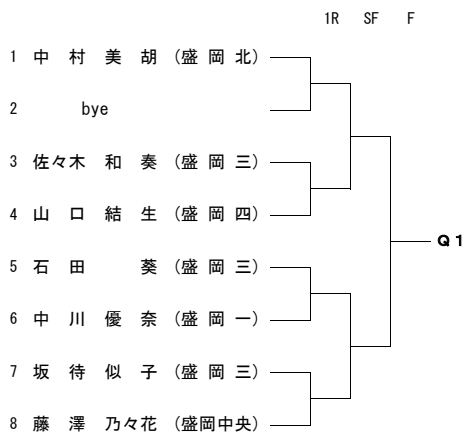 1R SF F
1 中 村 美 胡 (盛 岡 北)
2 bye
3 佐々木 和 奏 (盛 岡 三)
4 山 口 結 生 (盛 岡 四)
Q1
5 石 田 葵 (盛 岡 三)
6 中 川 優 奈 (盛 岡 一)
7 坂 待 似 子 (盛 岡 三)
8 藤 澤 乃々花 (盛岡中央)